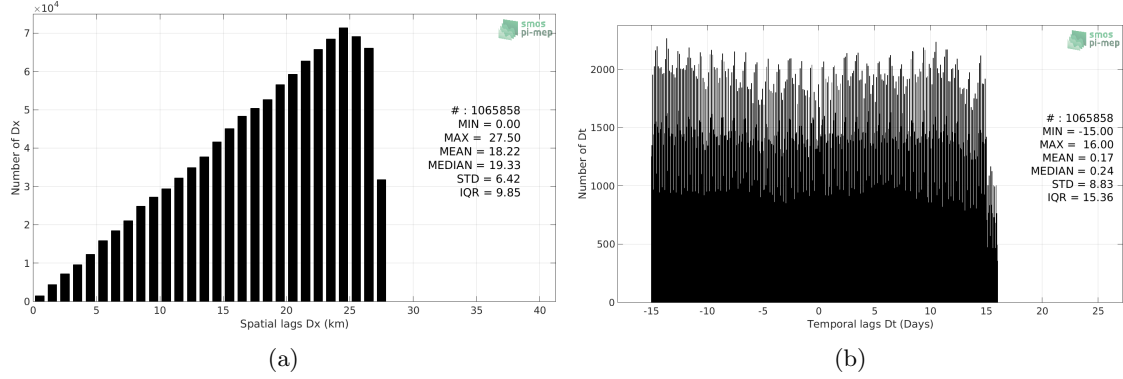 ×10⁴
smos
pi-mep
7
6
5
4
3
2
1
0
Number of Dx
# : 1065858
MIN = 0.00
MAX = 27.50
MEAN = 18.22
MEDIAN = 19.33
STD = 6.42
IQR = 9.85
0 5 10 15 20 25 30 35 40
Spatial lags Dx (km)
(a)
smos
pi-mep
2000
1500
1000
500
0
Number of Dt
# : 1065858
MIN = -15.00
MAX = 16.00
MEAN = 0.17
MEDIAN = 0.24
STD = 8.83
IQR = 15.36
-15 -10 -5 0 5 10 15 20 25
Temporal lags Dt (Days)
(b)